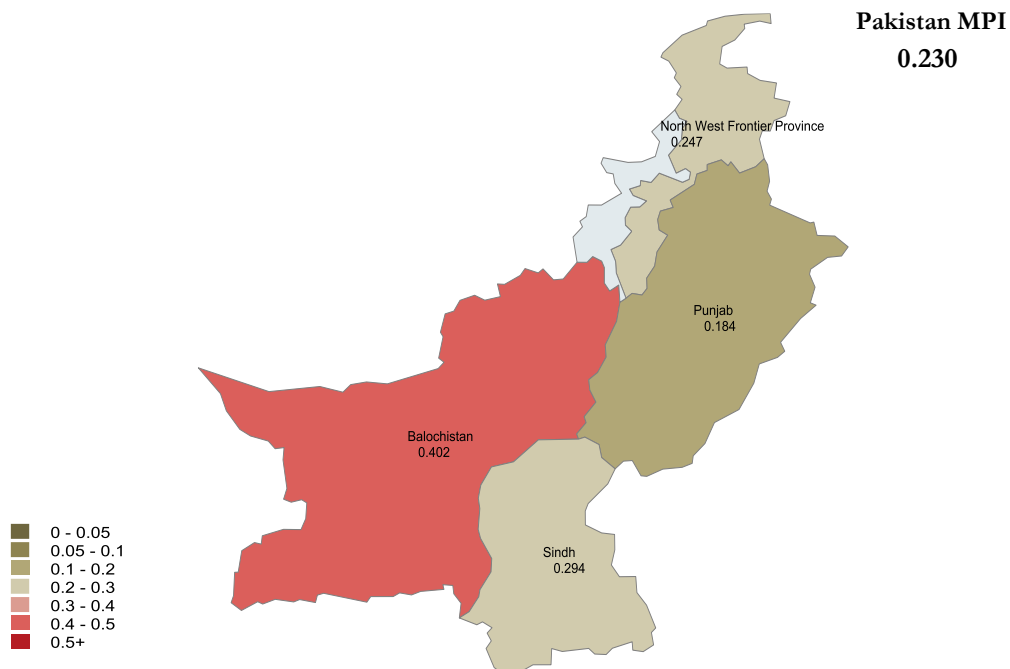 Pakistan MPI
0.230
North West Frontier Province
0.247
Punjab
0.184
Balochistan
0.402
Sindh
0.294
0 - 0.05
0.05 - 0.1
0.1 - 0.2
0.2 - 0.3
0.3 - 0.4
0.4 - 0.5
0.5+